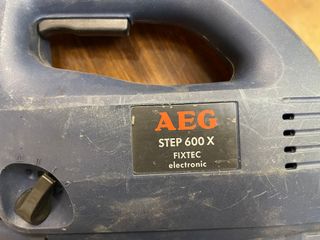 AEG
STEP 600 X
FIXTEC
electronic